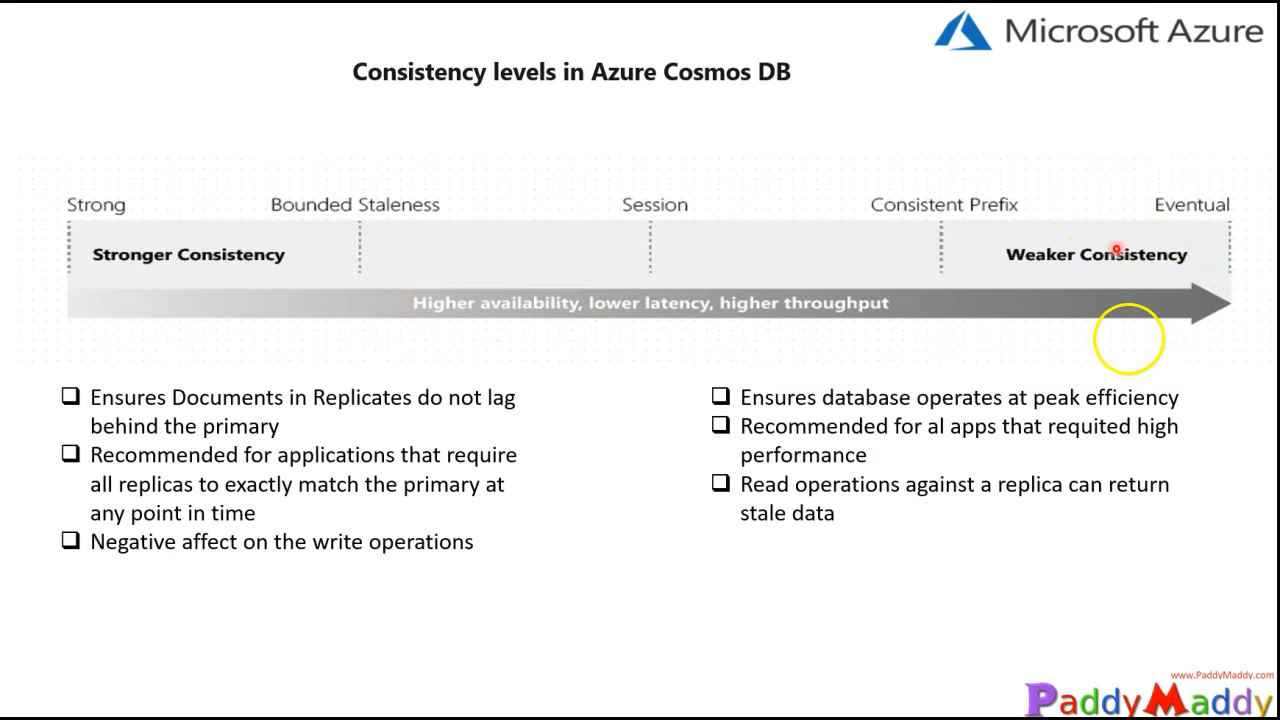 Microsoft Azure
Consistency levels in Azure Cosmos DB
Strong
Bounded Staleness
Session
Consistent Prefix
Eventual
Stronger Consistency
Weaker Consistency
Higher availability, lower latency, higher throughput
Ensures Documents in Replicates do not lag
behind the primary
Recommended for applications that require
all replicas to exactly match the primary at
any point in time
Negative affect on the write operations
Ensures database operates at peak efficiency
Recommended for al apps that requited high
performance
Read operations against a replica can return
stale data
www.PaddyMaddy.com
PaddyMaddy